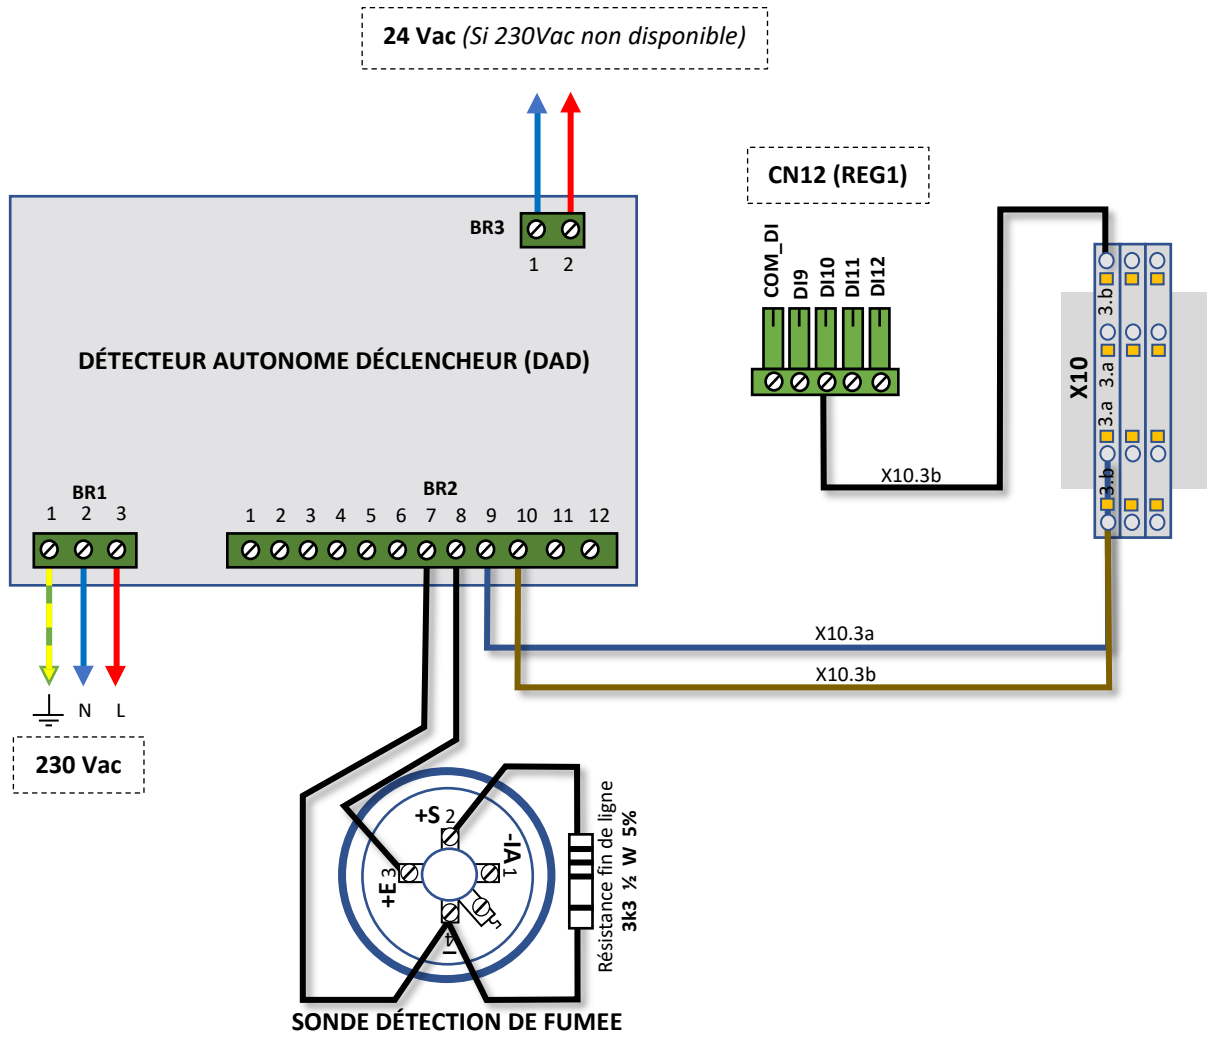 24 Vac (Si 230Vac non disponible)
CN12 (REG1)
BR3
1 2
COM_DI
DI9
DI10
DI11
DI12
DÉTECTEUR AUTONOME DÉCLENCHEUR (DAD)
X10
3.b
3.a
3.a
3.b
X10.3b
BR1
1 2 3
BR2
1 2 3 4 5 6 7 8 9 10 11 12
X10.3a
X10.3b
N L
230 Vac
+S 2
-IA 1
+E 3
4 -
5
Résistance fin de ligne
3k3 ½ W 5%
SONDE DÉTECTION DE FUMEE